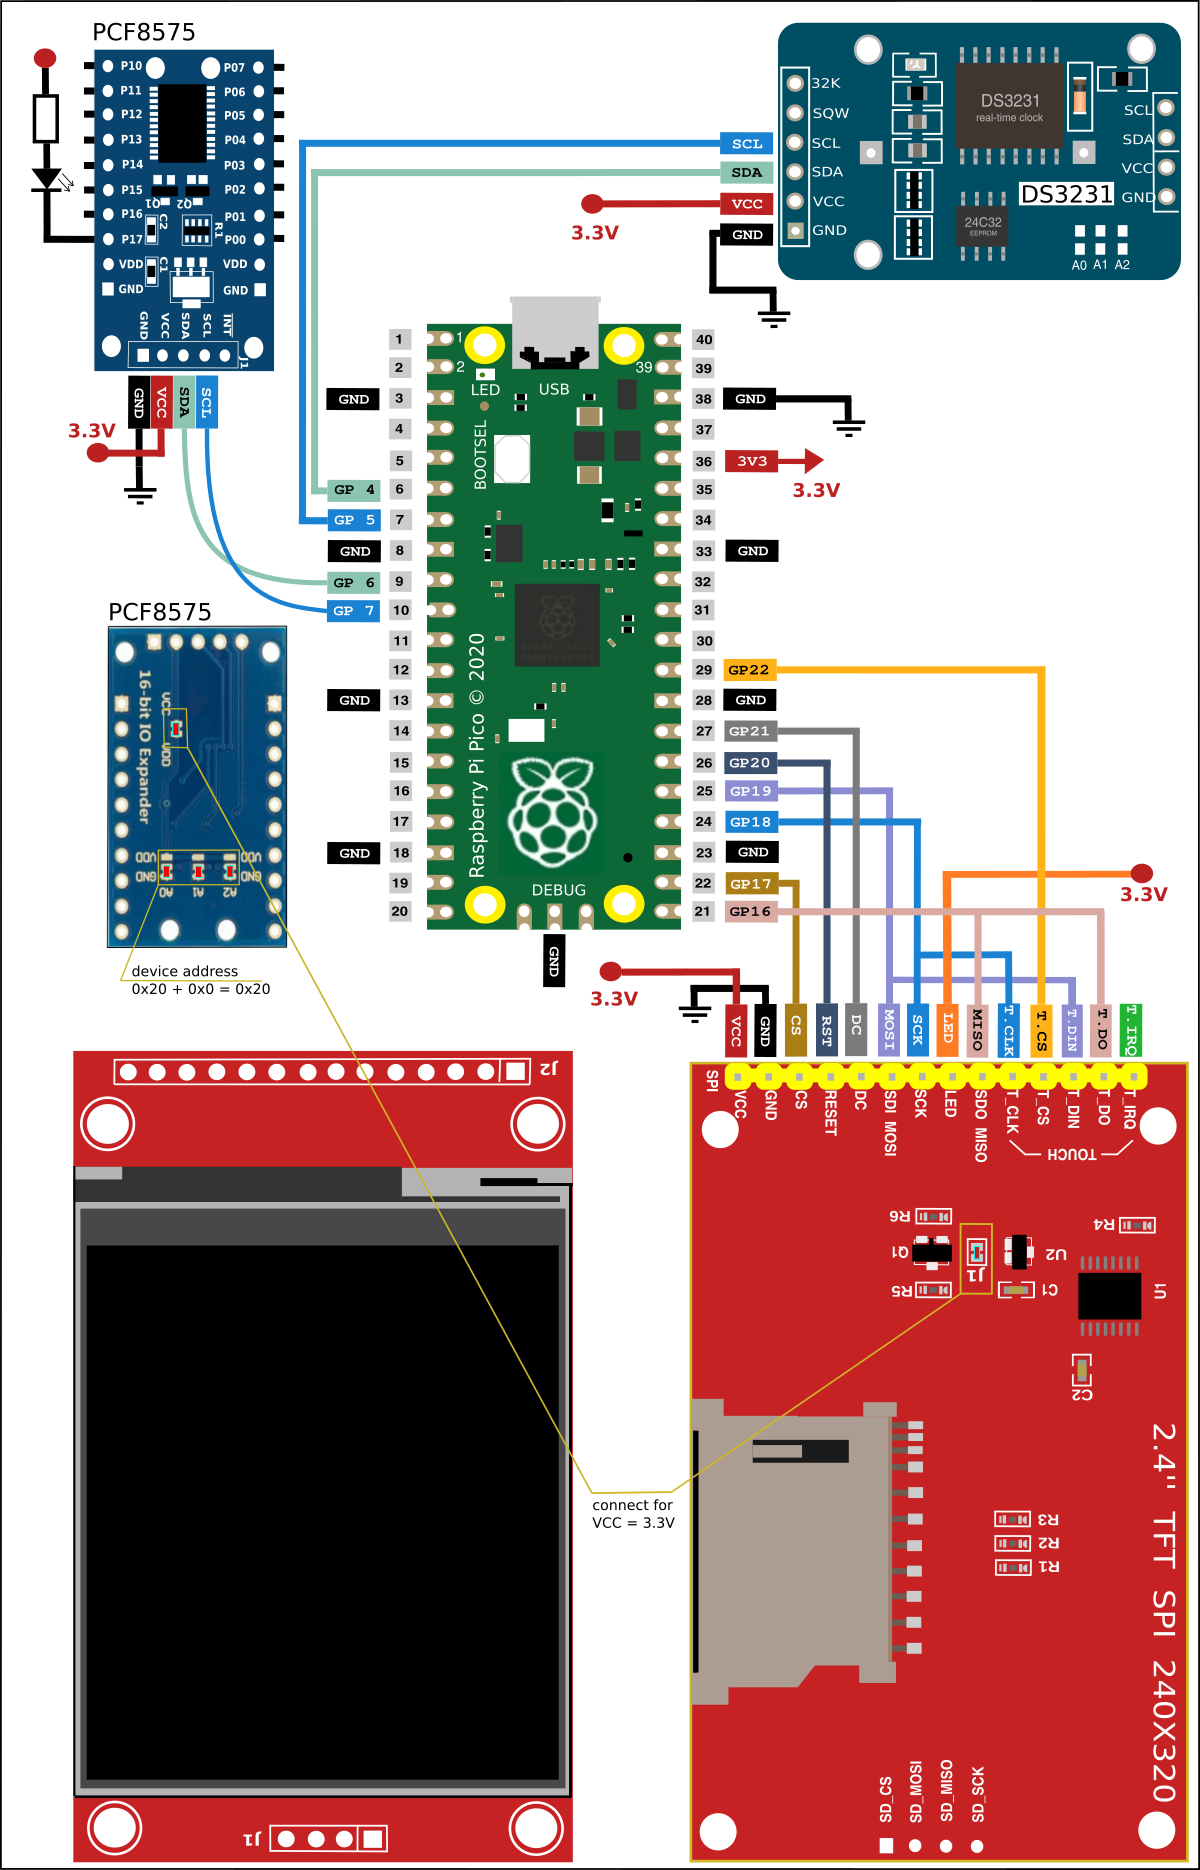 PCF8575
P10 P07
P11 P06
P12 P05
P13 P04
P14 P03
P15 P02
P16 P01
P17 P00
VDD VDD
GND GND
Q1 Q2
C2
R1
C1
GND VCC SDA SCL INT
J1
GND VCC SDA SCL
3.3V
SCL
SDA
VCC
GND
3.3V
32K
SQW
SCL
SDA
VCC
GND
DS3231
real-time clock
24C32
EEPROM
DS3231
SCL
SDA
VCC
GND
A0 A1 A2
1 1 40
2 2 39 39
LED USB
GND 3 38 GND
BOOTSEL
4 37
5 36 3V3
3.3V
GP 4 6 35
GP 5 7 34
GND 8 33 GND
GP 6 9 32
GP 7 10 31
11 30
12 29 GP22
GND 13 28 GND
14 27 GP21
15 26 GP20
16 25 GP19
17 24 GP18
GND 18 23 GND
19 22 GP17
20 21 GP16
Raspberry Pi Pico © 2020
DEBUG
GND
PCF8575
16-bit IO Expander
VCC
VDD
VDD VDD
GND GND
A0 A1 A2
device address
0x20 + 0x0 = 0x20
3.3V
3.3V
VCC GND CS RST DC MOSI SCK LED MISO T.CLK T.CS T.DIN T.DO T.IRQ
SPI
VCC GND CS RESET DC SDI MOSI SCK LED SDO MISO T_CLK T_CS T_DIN T_DO T_IRQ
TOUCH
J2
R6
R4
Q1
J1
U2
R5
C1
U1
C2
connect for
VCC = 3.3V
R3
R2
R1
2.4" TFT SPI 240X320
SD_CS SD_MOSI SD_MISO SD_SCK
J1